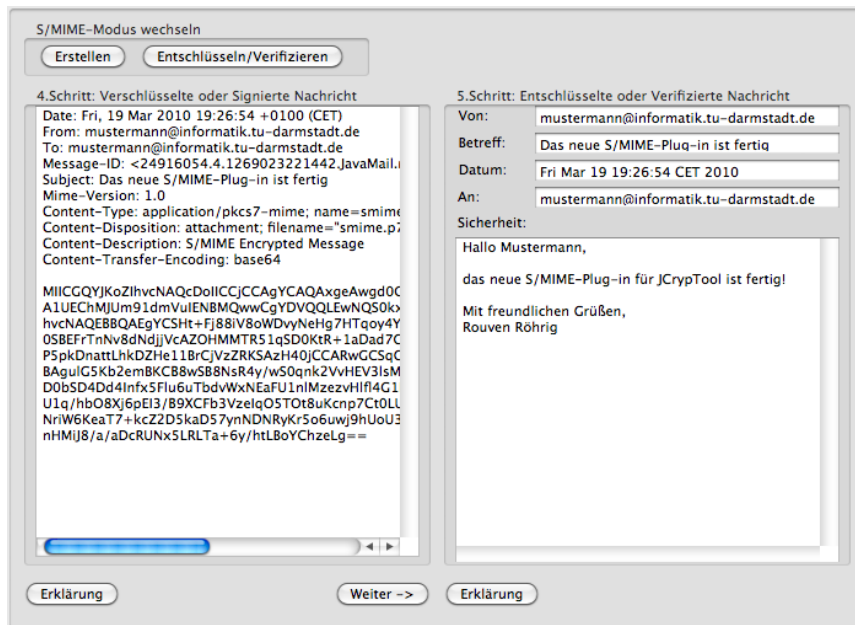 S/MIME-Modus wechseln
Erstellen
Entschlüsseln/Verifizieren
4.Schritt: Verschlüsselte oder Signierte Nachricht
Date: Fri, 19 Mar 2010 19:26:54 +0100 (CET)
From: mustermann@informatik.tu-darmstadt.de
To: mustermann@informatik.tu-darmstadt.de
Message-ID: <24916054.4.1269023221442.JavaMail.
Subject: Das neue S/MIME-Plug-in ist fertig
Mime-Version: 1.0
Content-Type: application/pkcs7-mime; name=smime
Content-Disposition: attachment; filename="smime.p7
Content-Description: S/MIME Encrypted Message
Content-Transfer-Encoding: base64
MIICGQYJKoZIhvcNAQcDoIICCjCCAgYCAQAxgeAwgd0C
A1UEChMJUm91dmVuIENBMQwwCgYDVQQLEwNQS0kx
hvcNAQEBBQAEgYCSHt+Fj88iV8oWDvyNeHg7HTqoy4Y
0SBEFrTnNv8dNdjjVcAZOHMMTR51qSD0KtR+1aDad7C
P5pkDnattLhkDZHe11BrCjVzZRKSAzH40jCCARwGCSqC
BAgulG5Kb2emBKCB8wSB8NsR4y/wS0qnk2VvHEV3IsM
D0bSD4Dd4Infx5Flu6uTbdvWxNEaFU1nlMzezvHlfl4G1
U1q/hbO8Xj6pEI3/B9XCFb3VzelqO5TOt8uKcnp7Ct0LU
NriW6KeaT7+kcZ2D5kaD57ynNDNRyKr5o6uwj9hUoU3
nHMiJ8/a/aDcRUNx5LRLTa+6y/htLBoYChzeLg==
Erklärung
Weiter ->
5.Schritt: Entschlüsselte oder Verifizierte Nachricht
Von: mustermann@informatik.tu-darmstadt.de
Betreff: Das neue S/MIME-Plug-in ist fertig
Datum: Fri Mar 19 19:26:54 CET 2010
An: mustermann@informatik.tu-darmstadt.de
Sicherheit:
Hallo Mustermann,
das neue S/MIME-Plug-in für JCrypTool ist fertig!
Mit freundlichen Grüßen,
Rouven Röhrig
Erklärung